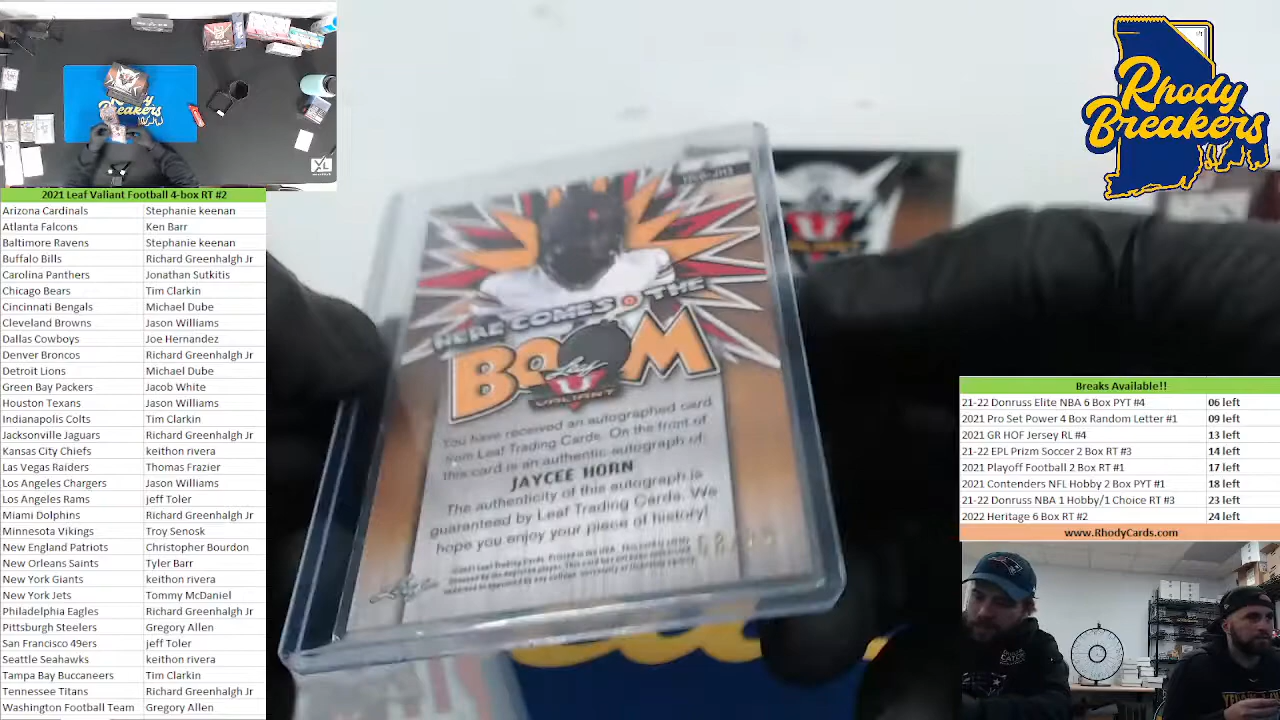 Breakers
XL
2021 Leaf Valiant Football 4-box RT #2
Arizona Cardinals Stephanie keenan
Atlanta Falcons Ken Barr
Baltimore Ravens Stephanie keenan
Buffalo Bills Richard Greenhalgh Jr
Carolina Panthers Jonathan Sutkitis
Chicago Bears Tim Clarkin
Cincinnati Bengals Michael Dube
Cleveland Browns Jason Williams
Dallas Cowboys Joe Hernandez
Denver Broncos Richard Greenhalgh Jr
Detroit Lions Michael Dube
Green Bay Packers Jacob White
Houston Texans Jason Williams
Indianapolis Colts Tim Clarkin
Jacksonville Jaguars Richard Greenhalgh Jr
Kansas City Chiefs keithon rivera
Las Vegas Raiders Thomas Frazier
Los Angeles Chargers Jason Williams
Los Angeles Rams jeff Toler
Miami Dolphins Richard Greenhalgh Jr
Minnesota Vikings Troy Senosk
New England Patriots Christopher Bourdon
New Orleans Saints Tyler Barr
New York Giants keithon rivera
New York Jets Tommy McDaniel
Philadelphia Eagles Richard Greenhalgh Jr
Pittsburgh Steelers Gregory Allen
San Francisco 49ers jeff Toler
Seattle Seahawks keithon rivera
Tampa Bay Buccaneers Tim Clarkin
Tennessee Titans Richard Greenhalgh Jr
Washington Football Team Gregory Allen
HERE COMES THE
BOOM
Leaf
VALIANT
You have received an autographed card
from Leaf Trading Cards. On the front of
this card is an authentic autograph of:
JAYCEE HORN
The authenticity of this autograph is
guaranteed by Leaf Trading Cards. We
hope you enjoy your piece of history!
Rhody
Breakers
Breaks Available!!
21-22 Donruss Elite NBA 6 Box PYT #4 06 left
2021 Pro Set Power 4 Box Random Letter #1 09 left
2021 GR HOF Jersey RL #4 13 left
21-22 EPL Prizm Soccer 2 Box RT #3 14 left
2021 Playoff Football 2 Box RT #1 17 left
2021 Contenders NFL Hobby 2 Box PYT #1 18 left
21-22 Donruss NBA 1 Hobby/1 Choice RT #3 23 left
2022 Heritage 6 Box RT #2 24 left
www.RhodyCards.com